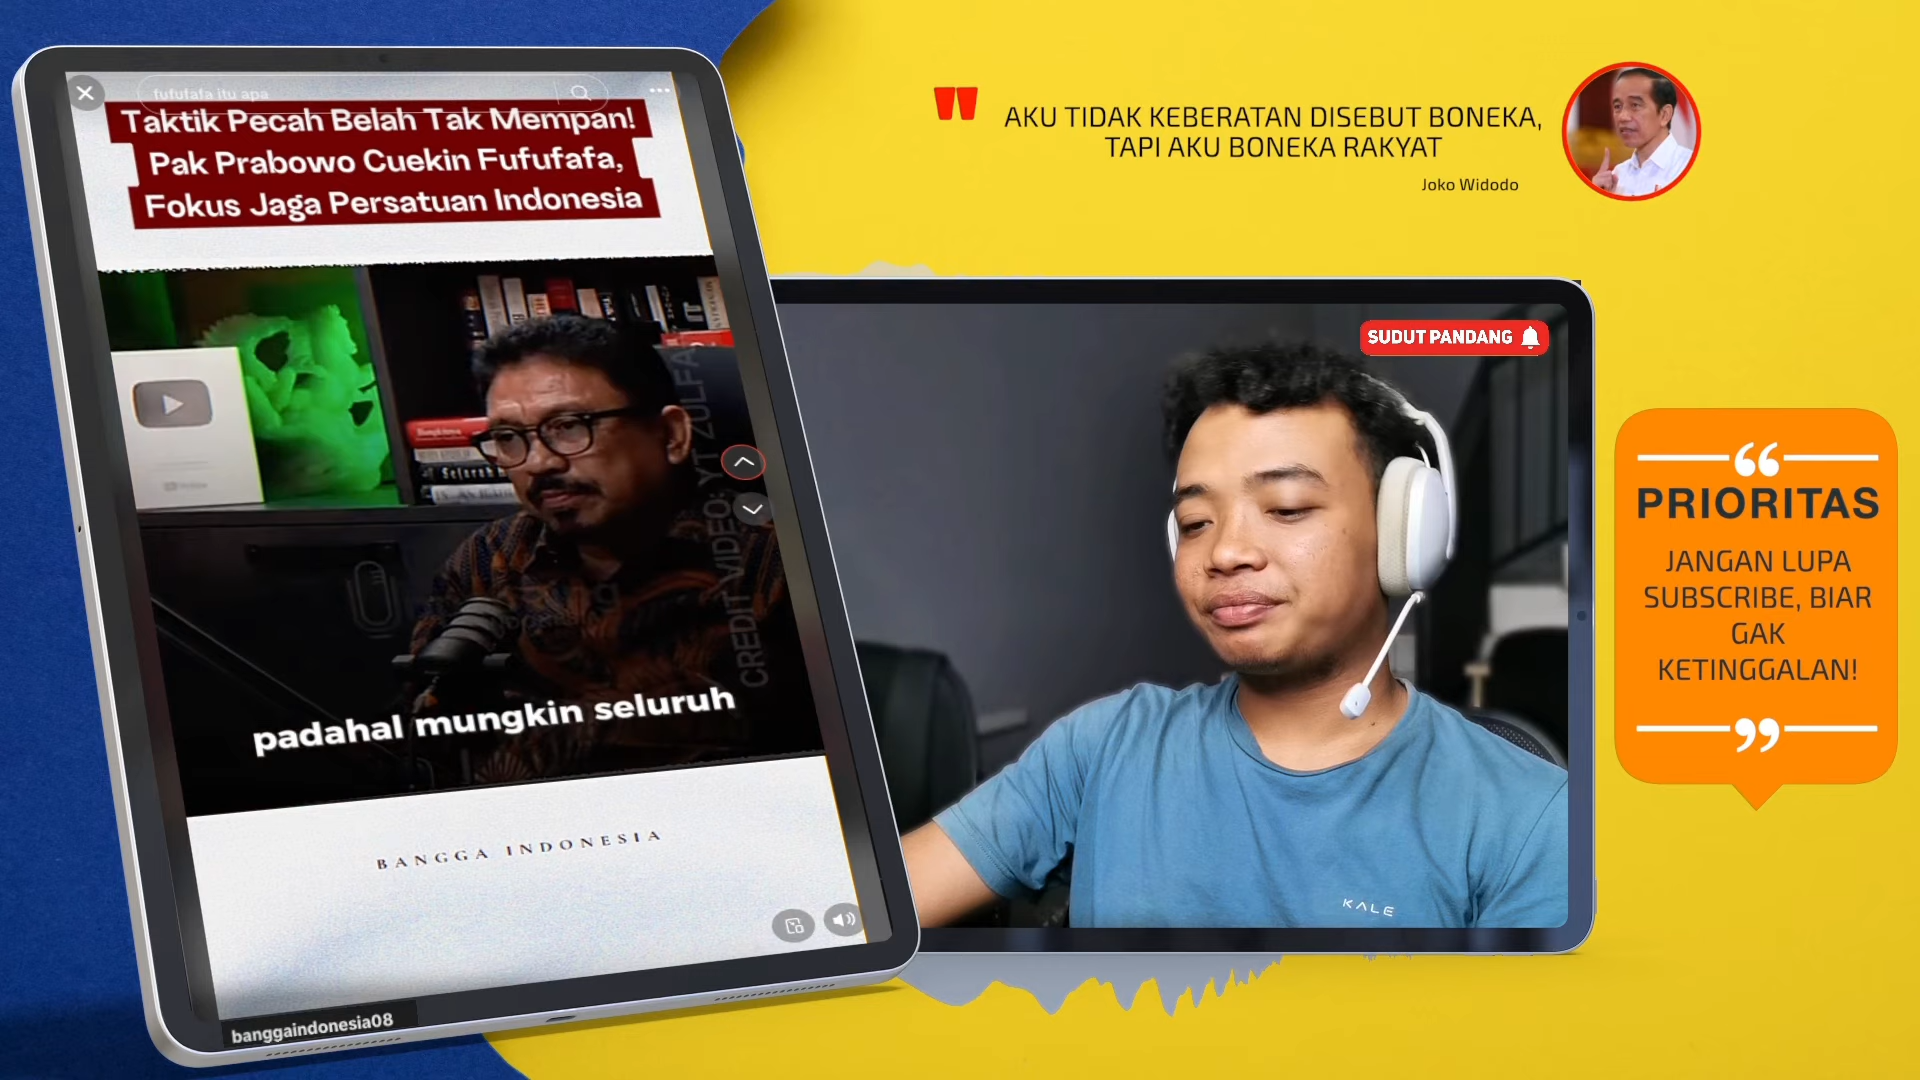 fufufafa itu apa
Taktik Pecah Belah Tak Mempan!
Pak Prabowo Cuekin Fufufafa,
Fokus Jaga Persatuan Indonesia
CREDIT VIDEO: YT ZULFA
padahal mungkin seluruh
BANGGA INDONESIA
banggaindonesia08
AKU TIDAK KEBERATAN DISEBUT BONEKA,
TAPI AKU BONEKA RAKYAT
Joko Widodo
SUDUT PANDANG
KALE
PRIORITAS
JANGAN LUPA
SUBSCRIBE, BIAR
GAK
KETINGGALAN!